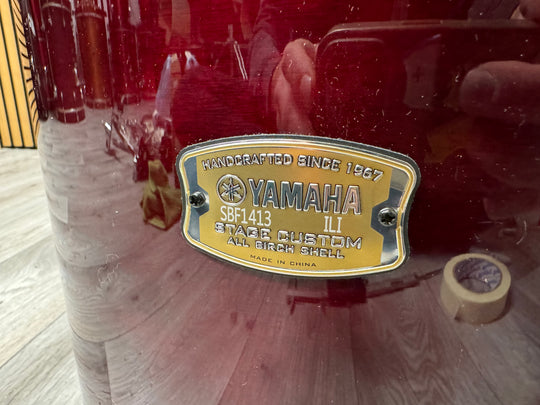 HANDCRAFTED SINCE 1967
YAMAHA
SBF1413 ILI
STAGE CUSTOM
ALL BIRCH SHELL
MADE IN CHINA